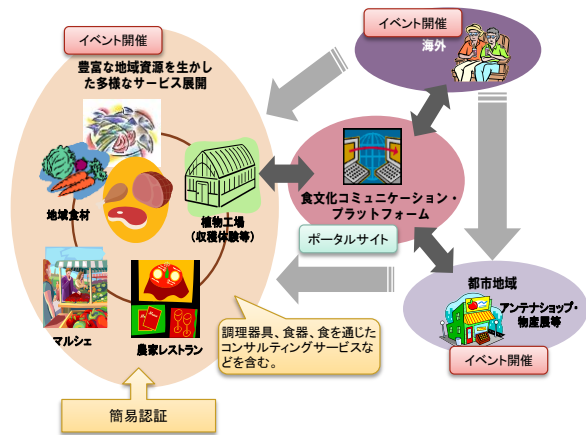 イベント開催
豊富な地域資源を生かし
た多様なサービス展開
地域食材
植物工場
（収穫体験等）
マルシェ
農家レストラン
簡易認証
調理器具、食器、食を通じた
コンサルティングサービスな
どを含む。
イベント開催
海外
食文化コミュニケーション・
プラットフォーム
ポータルサイト
都市地域
アンテナショップ・
物産展等
イベント開催